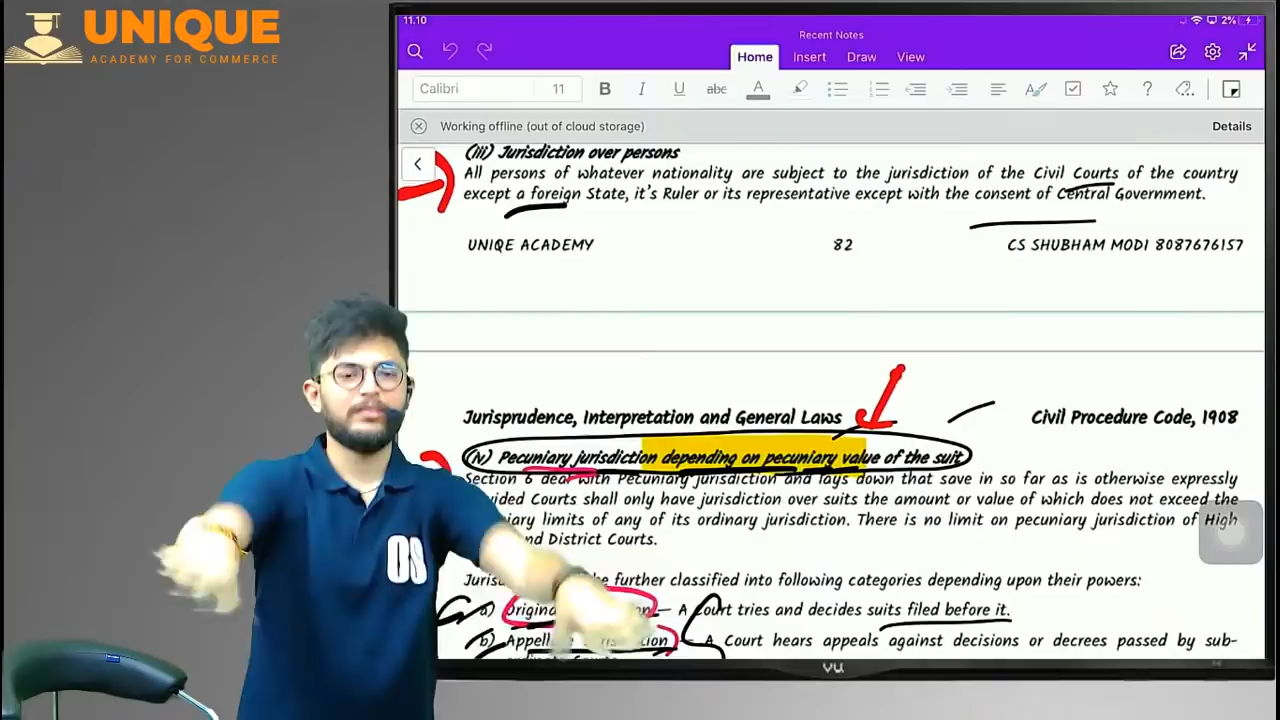 UNIQUE
ACADEMY FOR COMMERCE
11.10
2%
Recent Notes
Home Insert Draw View
Calibri 11 B I U abc A
Working offline (out of cloud storage) Details
(iii) Jurisdiction over persons
All persons of whatever nationality are subject to the jurisdiction of the Civil Courts of the country
except a foreign State, it's Ruler or its representative except with the consent of Central Government.
UNIQE ACADEMY 82 CS SHUBHAM MODI 8087676157
Jurisprudence, Interpretation and General Laws Civil Procedure Code, 1908
(iv) Pecuniary jurisdiction depending on pecuniary value of the suit
Section 6 deal with Pecuniary jurisdiction and lays down that save in so far as is otherwise expressly
Courts shall only have jurisdiction over suits the amount or value of which does not exceed the
limits of any of its ordinary jurisdiction. There is no limit on pecuniary jurisdiction of High
District Courts.
be further classified into following categories depending upon their powers:
a) – A Court tries and decides suits filed before it.
b) – A Court hears appeals against decisions or decrees passed by sub-
OS
VU